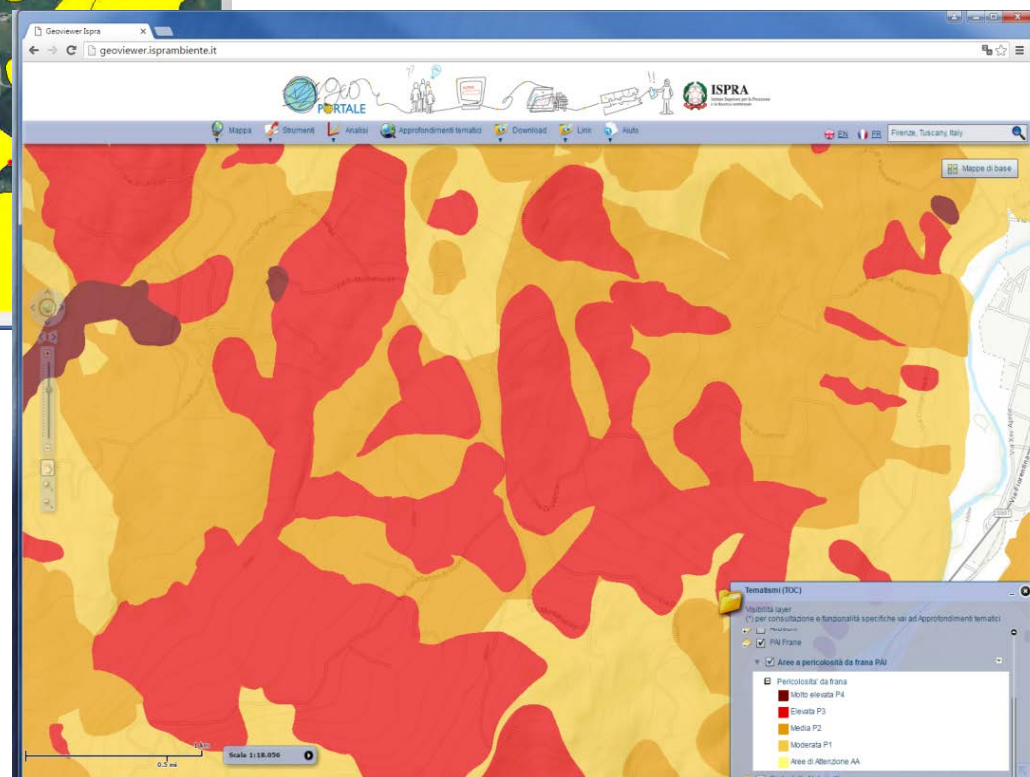 Geoviewer Ispra
geoviewer.isprambiente.it
geo
PORTALE
ISPRA
Mappa Strumenti Analisi Approfondimenti tematici Download Link Aiuto EN FR Firenze, Tuscany, Italy
Mappe di base
Tematismi (TOC)
Visibilità layer
(*) per consultazione e funzionalità specifiche vai ad Approfondimenti tematici
PAI Frane
Aree a pericolosità da frana PAI
Pericolosita' da frana
Molto elevata P4
Elevata P3
Media P2
Moderata P1
Aree di Attenzione AA
1 km
0.5 mi
Scala 1:18.056